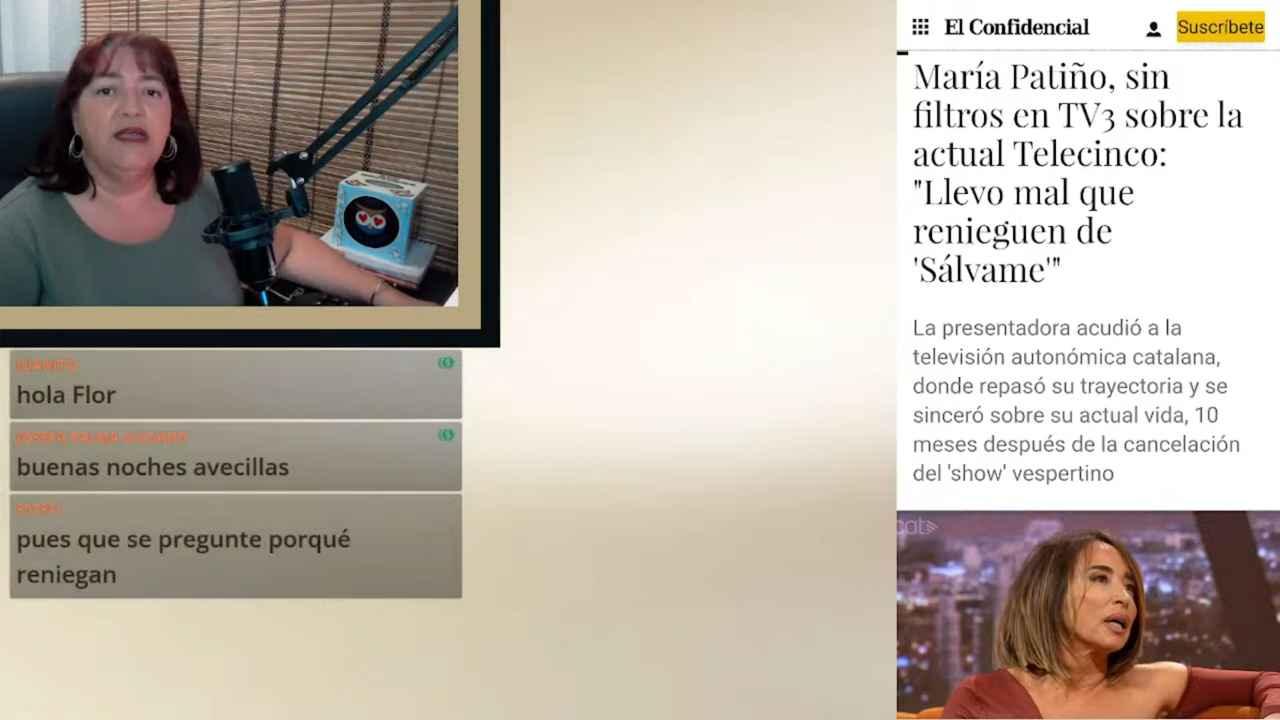 JUANITO
hola Flor
buenas noches avecillas
pues que se pregunte porqué
reniegan
El Confidencial
Suscríbete
María Patiño, sin
filtros en TV3 sobre la
actual Telecinco:
"Llevo mal que
renieguen de
'Sálvame'"
La presentadora acudió a la
televisión autonómica catalana,
donde repasó su trayectoria y se
sinceró sobre su actual vida, 10
meses después de la cancelación
del 'show' vespertino
cat